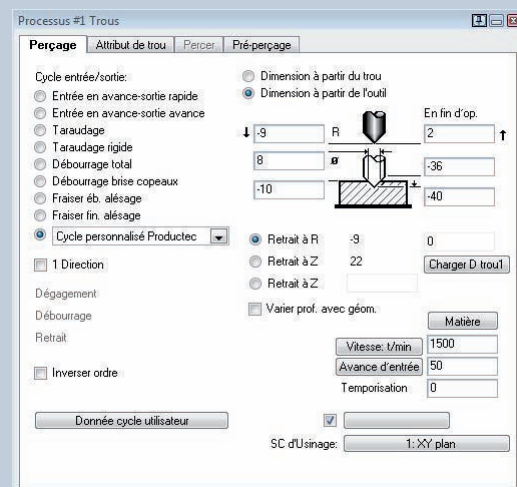 Processus #1 Trous
Perçage
Attribut de trou
Percer
Pré-perçage
Cycle entrée/sortie:
Entrée en avance-sortie rapide
Entrée en avance-sortie avance
Taraudage
Taraudage rigide
Débourrage total
Débourrage brise copeaux
Fraiser éb. alésage
Fraiser fin. alésage
Cycle personnalisé Productec
1 Direction
Dégagement
Débourrage
Retrait
Inverser ordre
Donnée cycle utilisateur
Dimension à partir du trou
Dimension à partir de l'outil
En fin d'op.
-9 R 2
8 ø -36
-10 -40
Retrait à R -9 0
Retrait à Z 22 Charger D trou1
Retrait à Z
Varier prof. avec géom.
Matière
Vitesse: t/min 1500
Avance d'entrée 50
Temporisation 0
SC d'Usinage: 1: XY plan